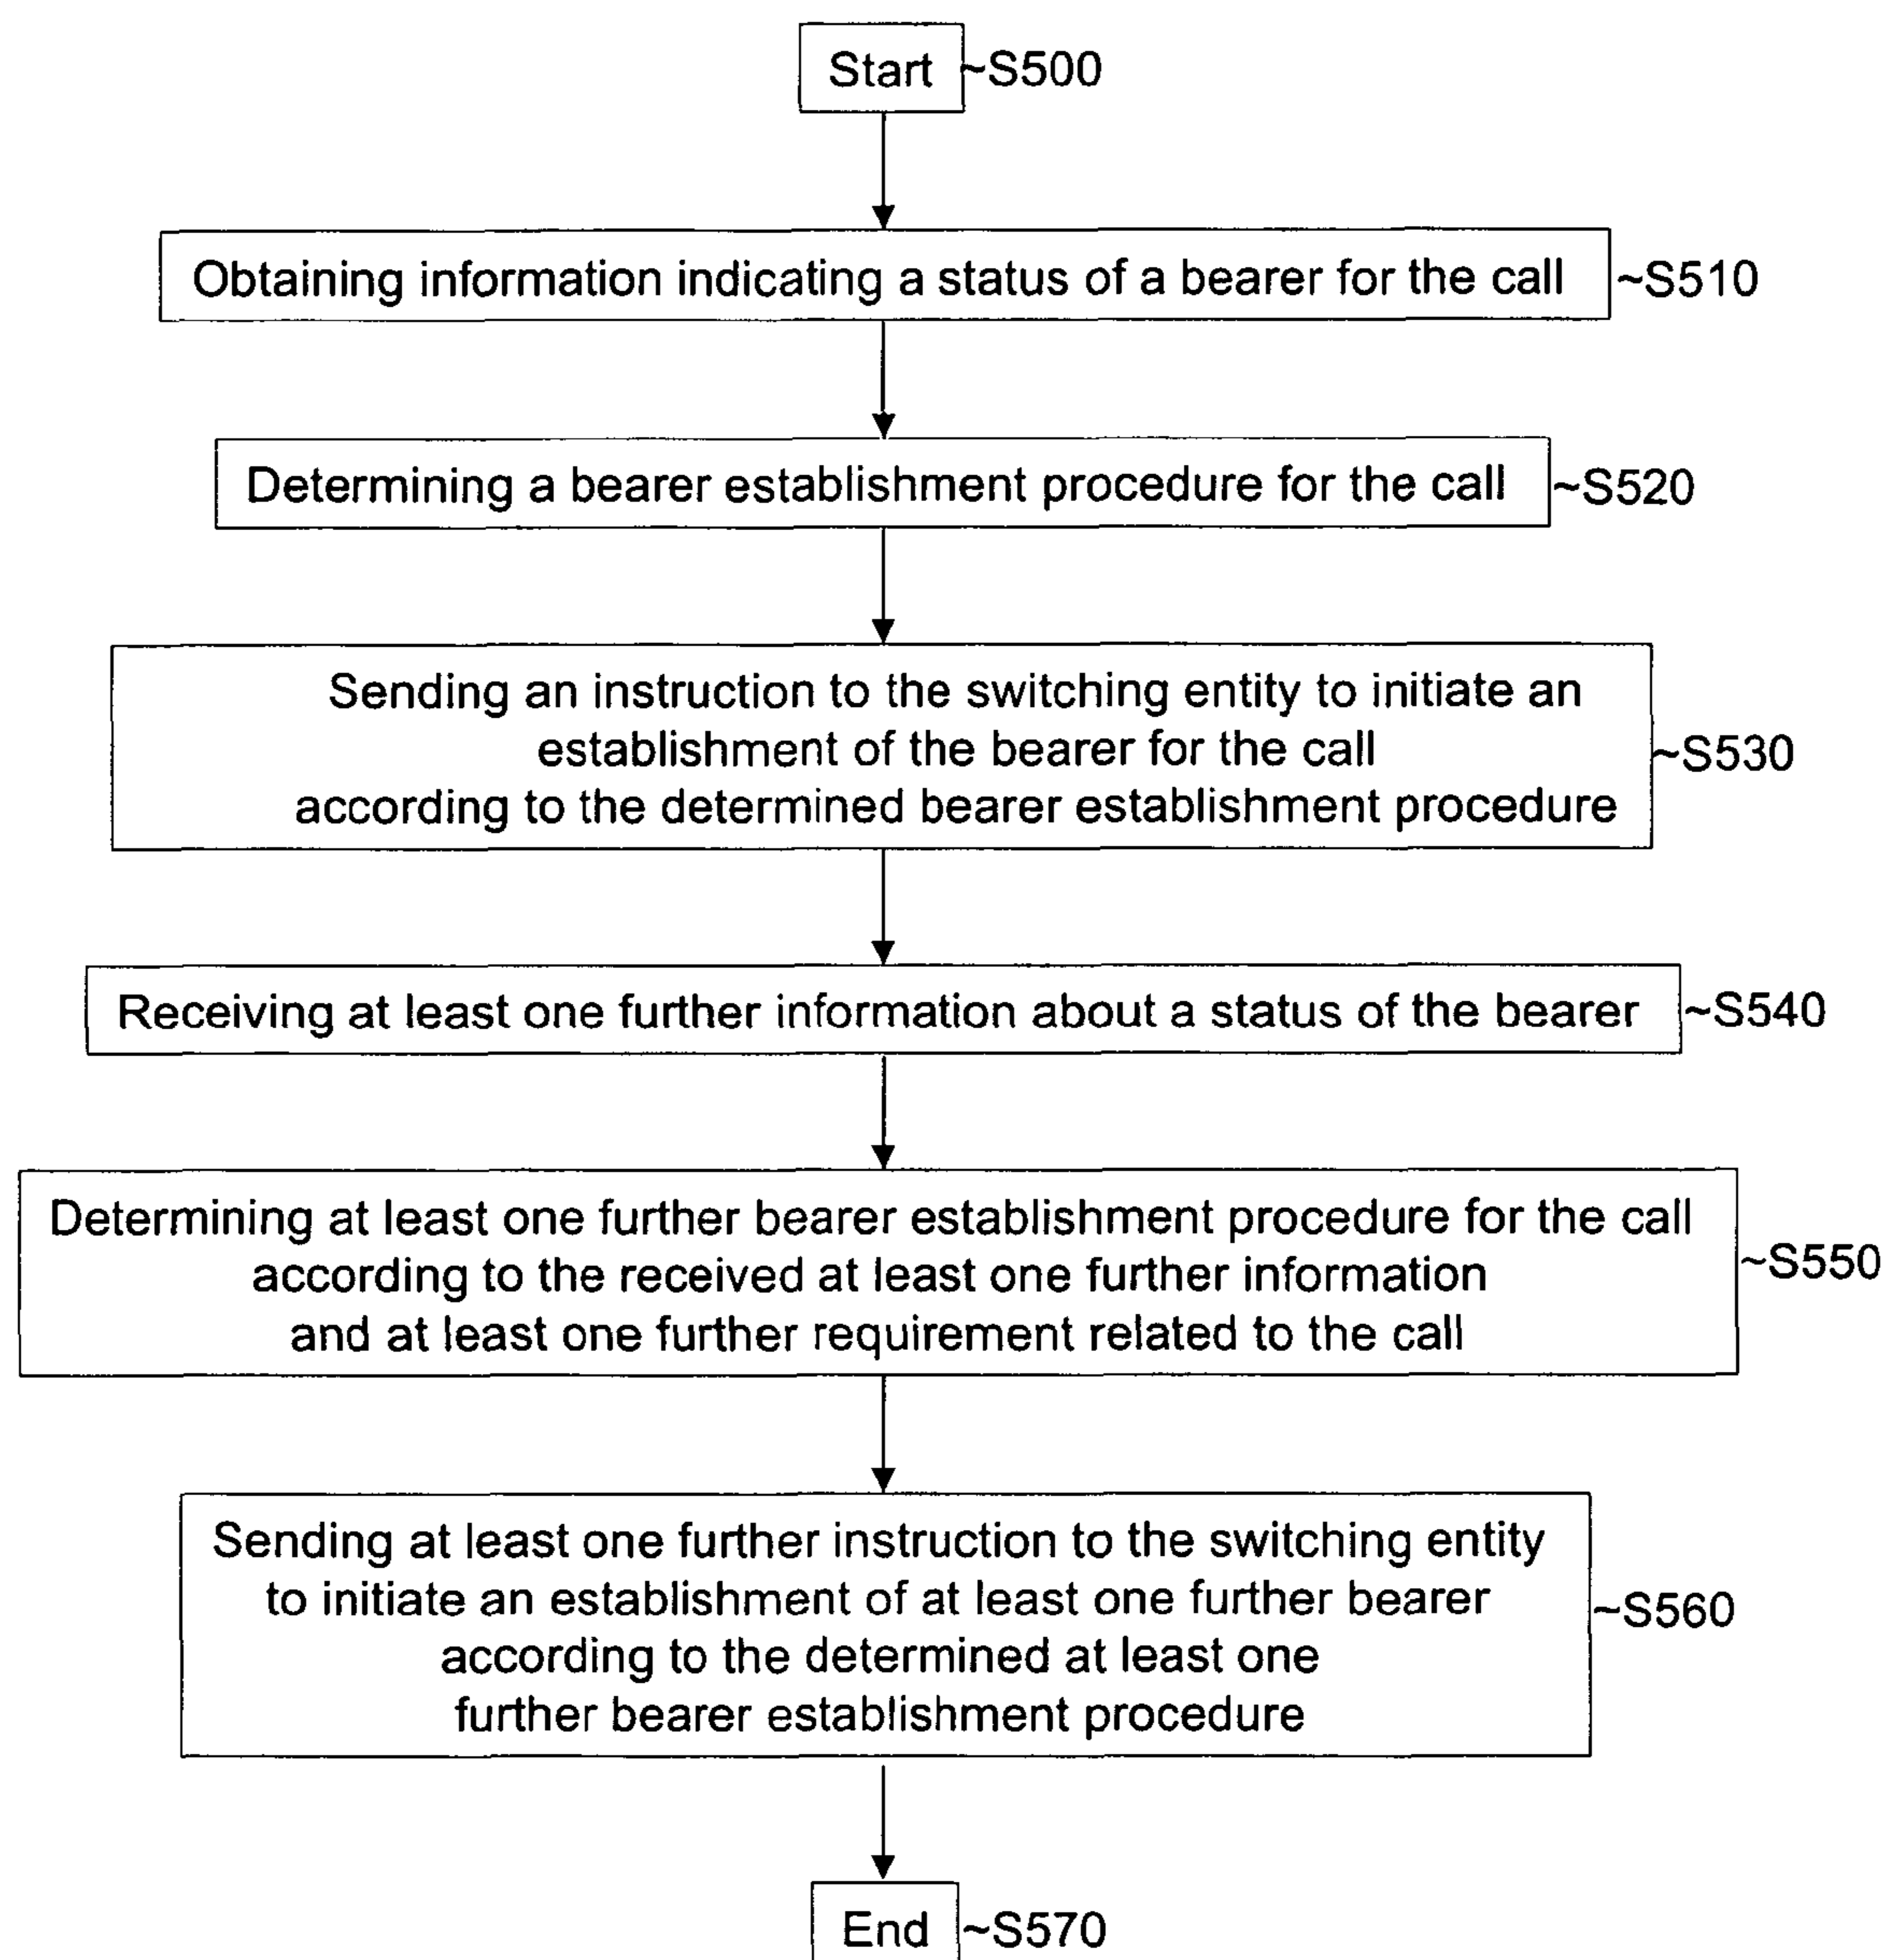 Start ~S500
Obtaining information indicating a status of a bearer for the call ~S510
Determining a bearer establishment procedure for the call ~S520
Sending an instruction to the switching entity to initiate an
establishment of the bearer for the call
~S530
according to the determined bearer establishment procedure
Receiving at least one further information about a status of the bearer ~S540
Determining at least one further bearer establishment procedure for the call
according to the received at least one further information
~S550
and at least one further requirement related to the call
Sending at least one further instruction to the switching entity
to initiate an establishment of at least one further bearer
~S560
according to the determined at least one
further bearer establishment procedure
End ~S570